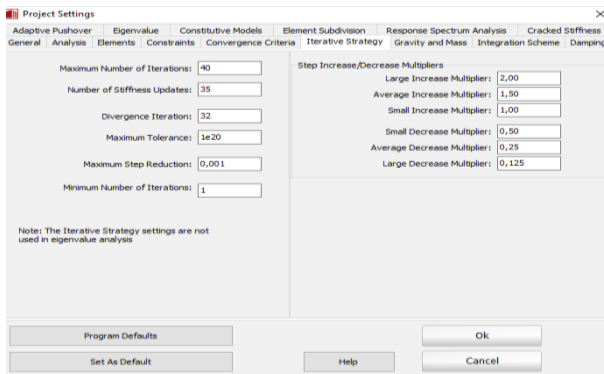 Project Settings
Adaptive Pushover Eigenvalue Constitutive Models Element Subdivision Response Spectrum Analysis Cracked Stiffness
General Analysis Elements Constraints Convergence Criteria Iterative Strategy Gravity and Mass Integration Scheme Damping
Maximum Number of Iterations: 40
Number of Stiffness Updates: 35
Divergence Iteration: 32
Maximum Tolerance: 1e20
Maximum Step Reduction: 0,001
Minimum Number of Iterations: 1
Note: The Iterative Strategy settings are not
used in eigenvalue analysis
Step Increase/Decrease Multipliers
Large Increase Multiplier: 2,00
Average Increase Multiplier: 1,50
Small Increase Multiplier: 1,00
Small Decrease Multiplier: 0,50
Average Decrease Multiplier: 0,25
Large Decrease Multiplier: 0,125
Program Defaults Ok
Set As Default Help Cancel